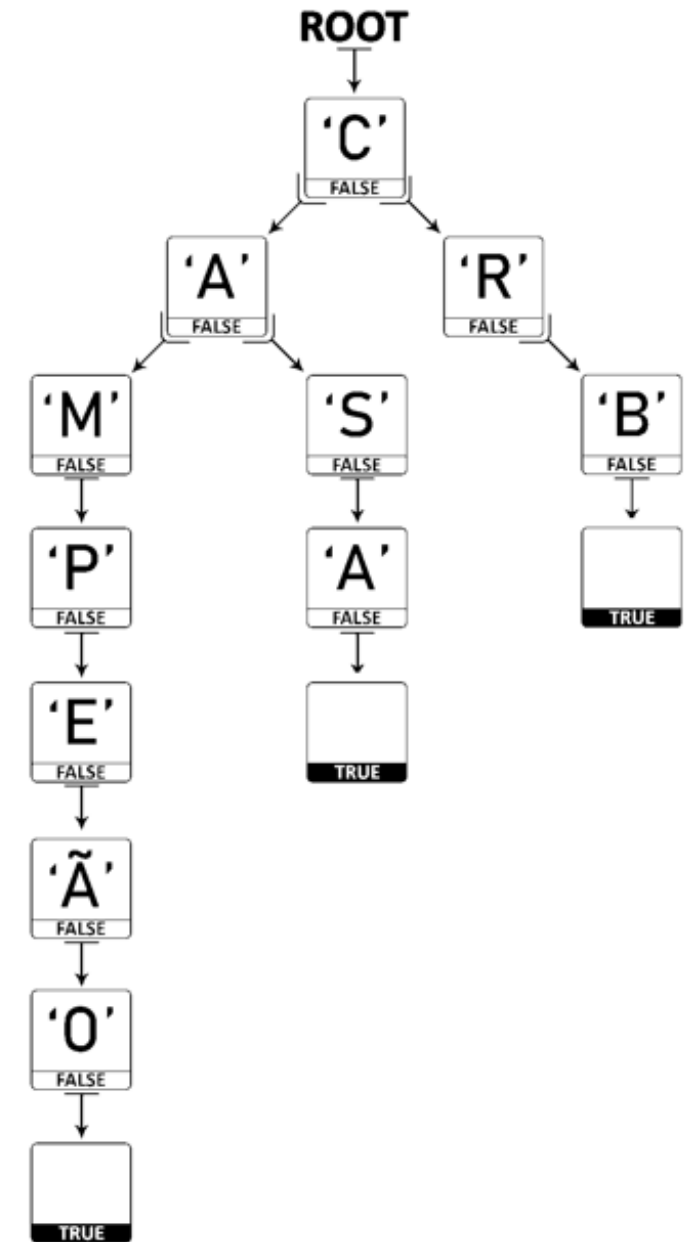 ROOT
‘C’
FALSE
‘A’ ‘R’
FALSE FALSE
‘M’ ‘S’ ‘B’
FALSE FALSE FALSE
‘P’ ‘A’
FALSE FALSE TRUE
‘E’
FALSE TRUE
‘Ã’
FALSE
‘O’
FALSE
TRUE